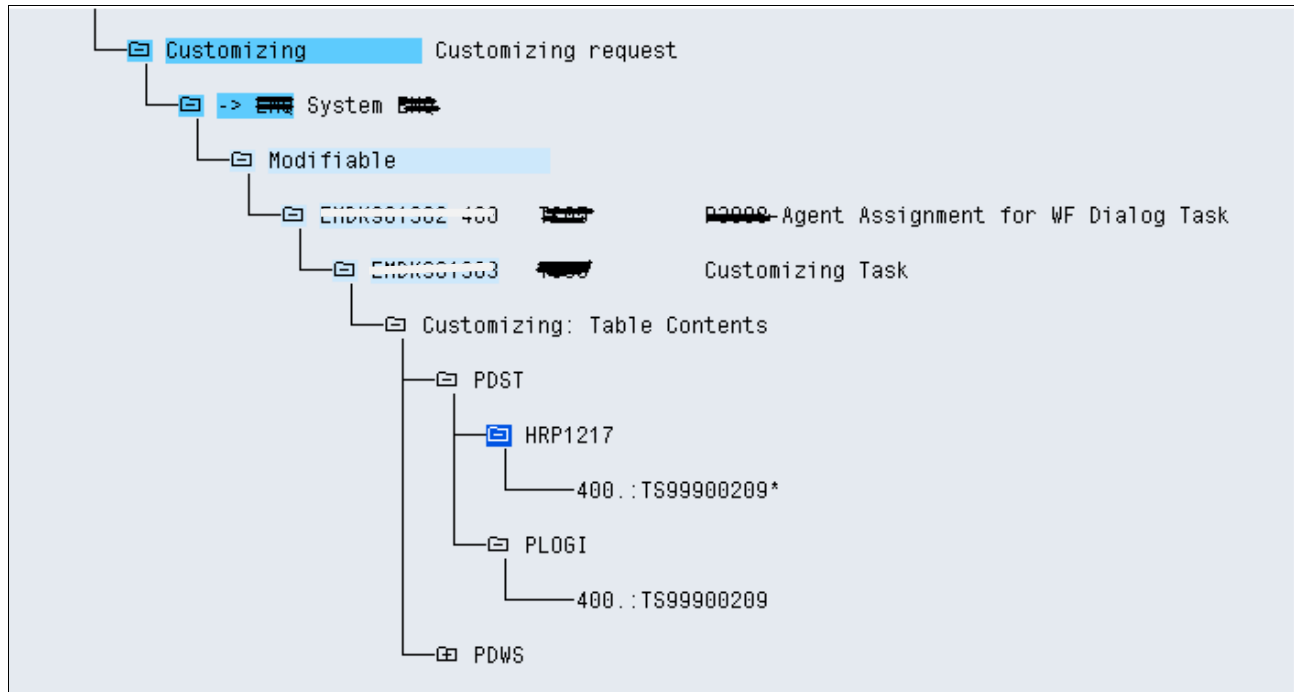 Customizing Customizing request
-> System
Modifiable
Agent Assignment for WF Dialog Task
Customizing Task
Customizing: Table Contents
PDST
HRP1217
400.:TS99900209*
PLOGI
400.:TS99900209
PDWS